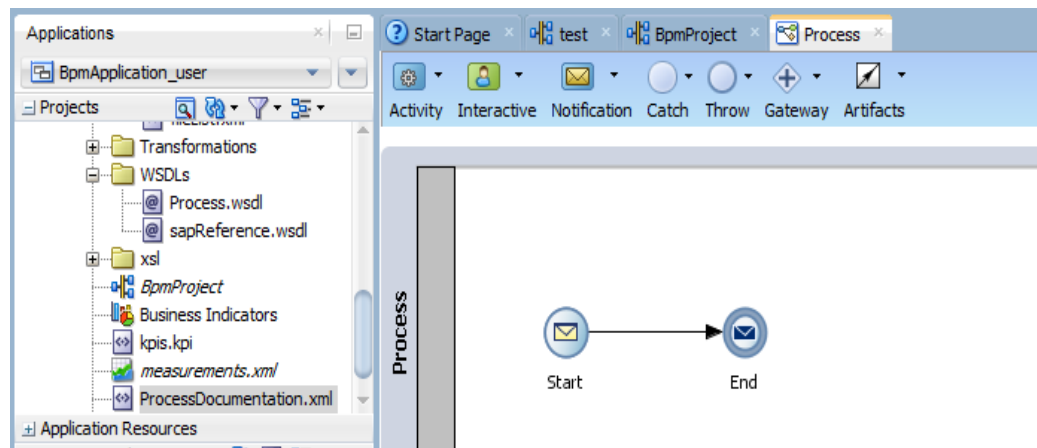 Applications
BpmApplication_user
Projects
Transformations
WSDLs
Process.wsdl
sapReference.wsdl
xsl
BpmProject
Business Indicators
kpis.kpi
measurements.xml
ProcessDocumentation.xml
Application Resources
Start Page test BpmProject Process
Activity Interactive Notification Catch Throw Gateway Artifacts
Process
Start End